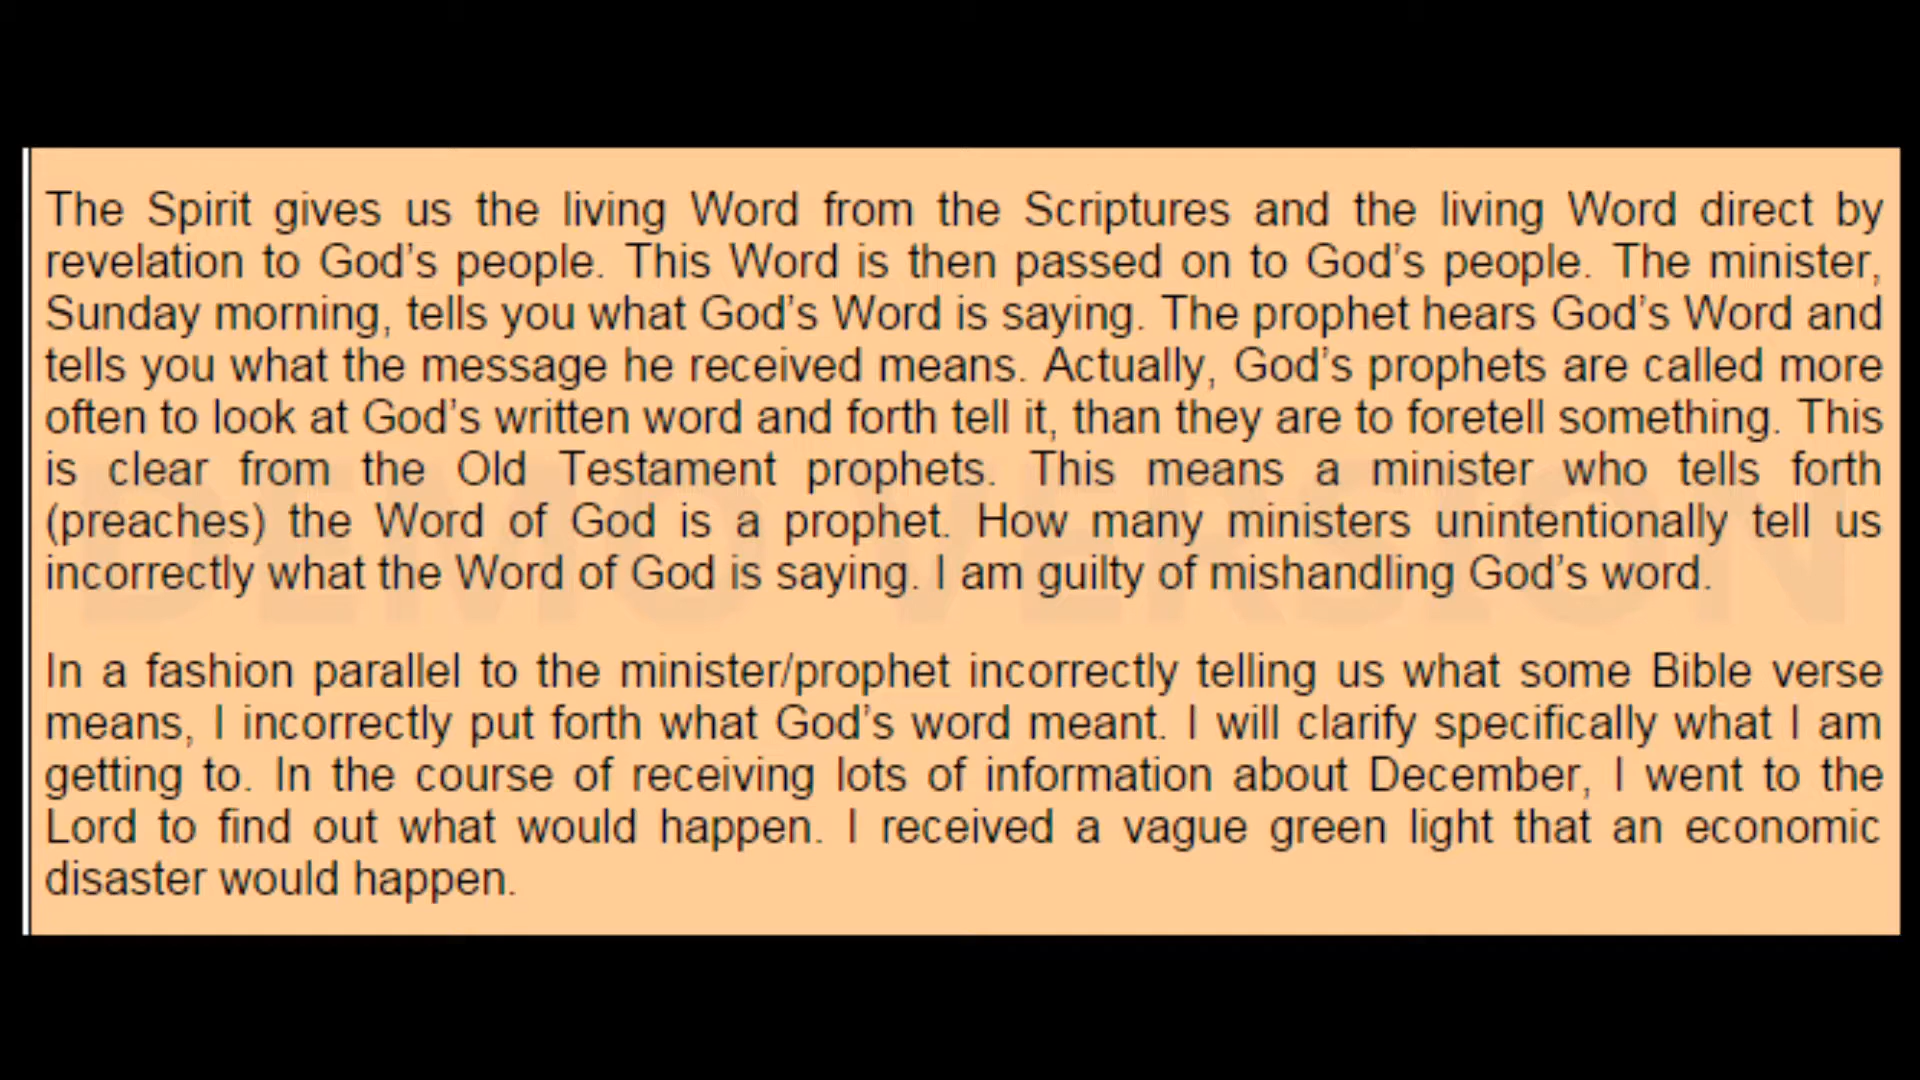 The Spirit gives us the living Word from the Scriptures and the living Word direct by
revelation to God’s people. This Word is then passed on to God’s people. The minister,
Sunday morning, tells you what God’s Word is saying. The prophet hears God’s Word and
tells you what the message he received means. Actually, God’s prophets are called more
often to look at God’s written word and forth tell it, than they are to foretell something. This
is clear from the Old Testament prophets. This means a minister who tells forth
(preaches) the Word of God is a prophet. How many ministers unintentionally tell us
incorrectly what the Word of God is saying. I am guilty of mishandling God’s word.
In a fashion parallel to the minister/prophet incorrectly telling us what some Bible verse
means, I incorrectly put forth what God’s word meant. I will clarify specifically what I am
getting to. In the course of receiving lots of information about December, I went to the
Lord to find out what would happen. I received a vague green light that an economic
disaster would happen.
DEMO VERSION